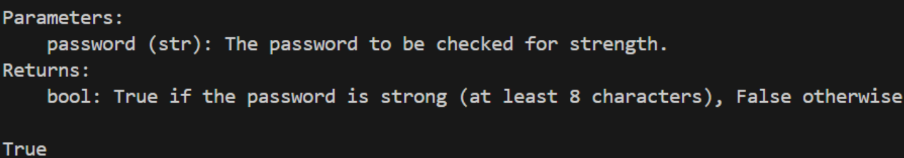 Parameters:
    password (str): The password to be checked for strength.
Returns:
    bool: True if the password is strong (at least 8 characters), False otherwise
True